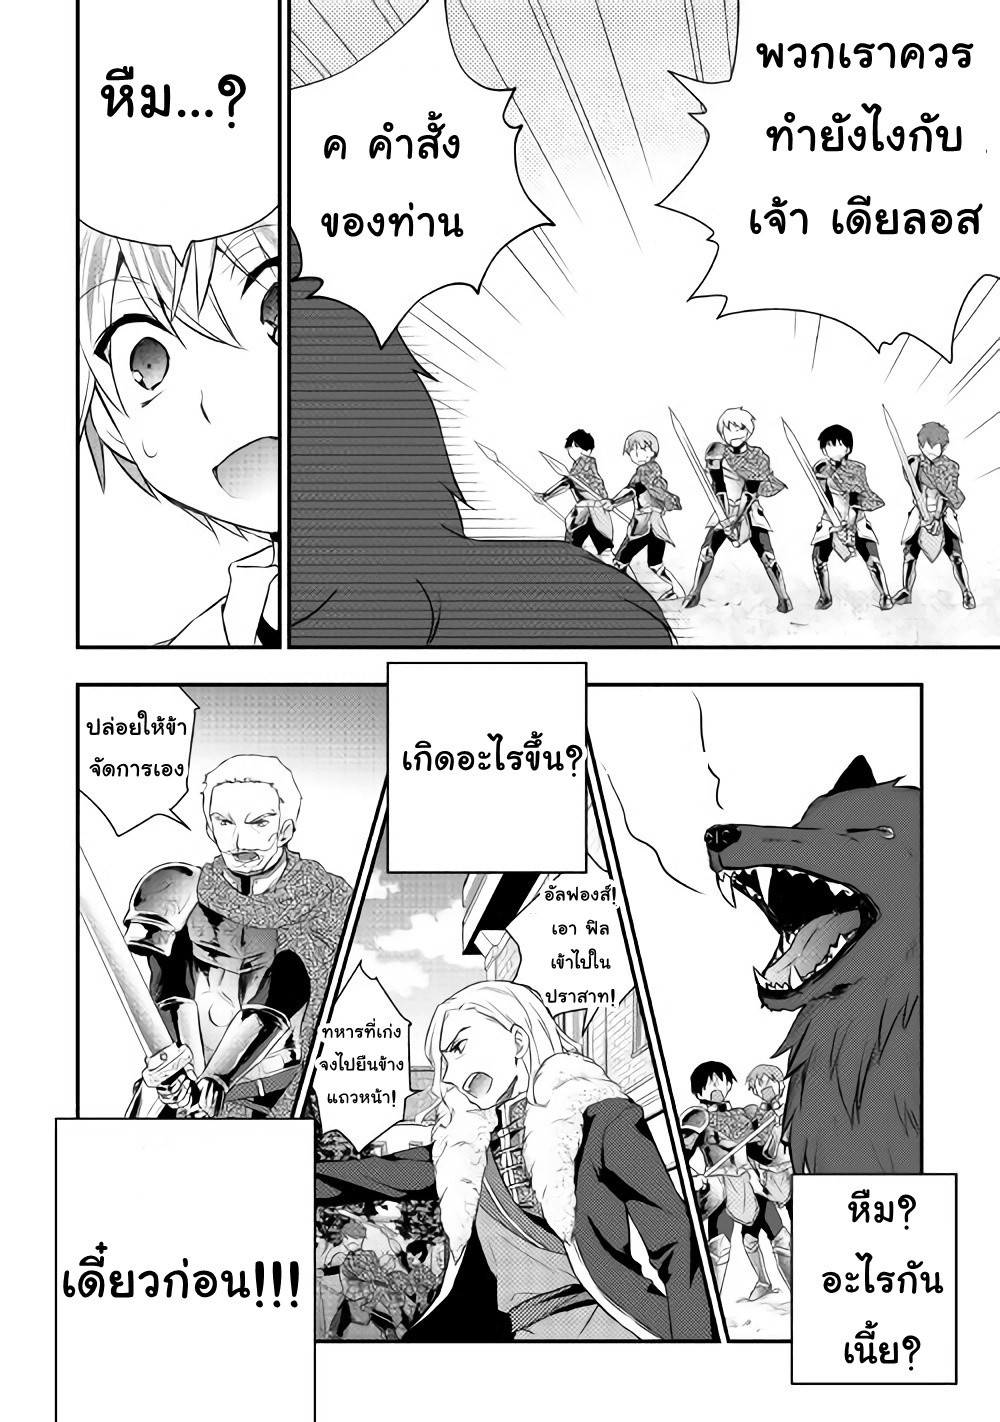 พวกเราควร
ทำยังไงกับ
เจ้า เดียลอส
ค คำสั้ง
ของท่าน
หืม...?
หืม?
อะไรกัน
เนี้ย?
เกิดอะไรขึ้น?
อัลฟองส์!
เอา ฟิล
เข้าไปใน
ปราสาท!
ทหารที่เก่ง
จงไปยืนข้าง
แถวหน้า!
ปล่อยให้ข้า
จัดการเอง
เดี๋ยวก่อน!!!